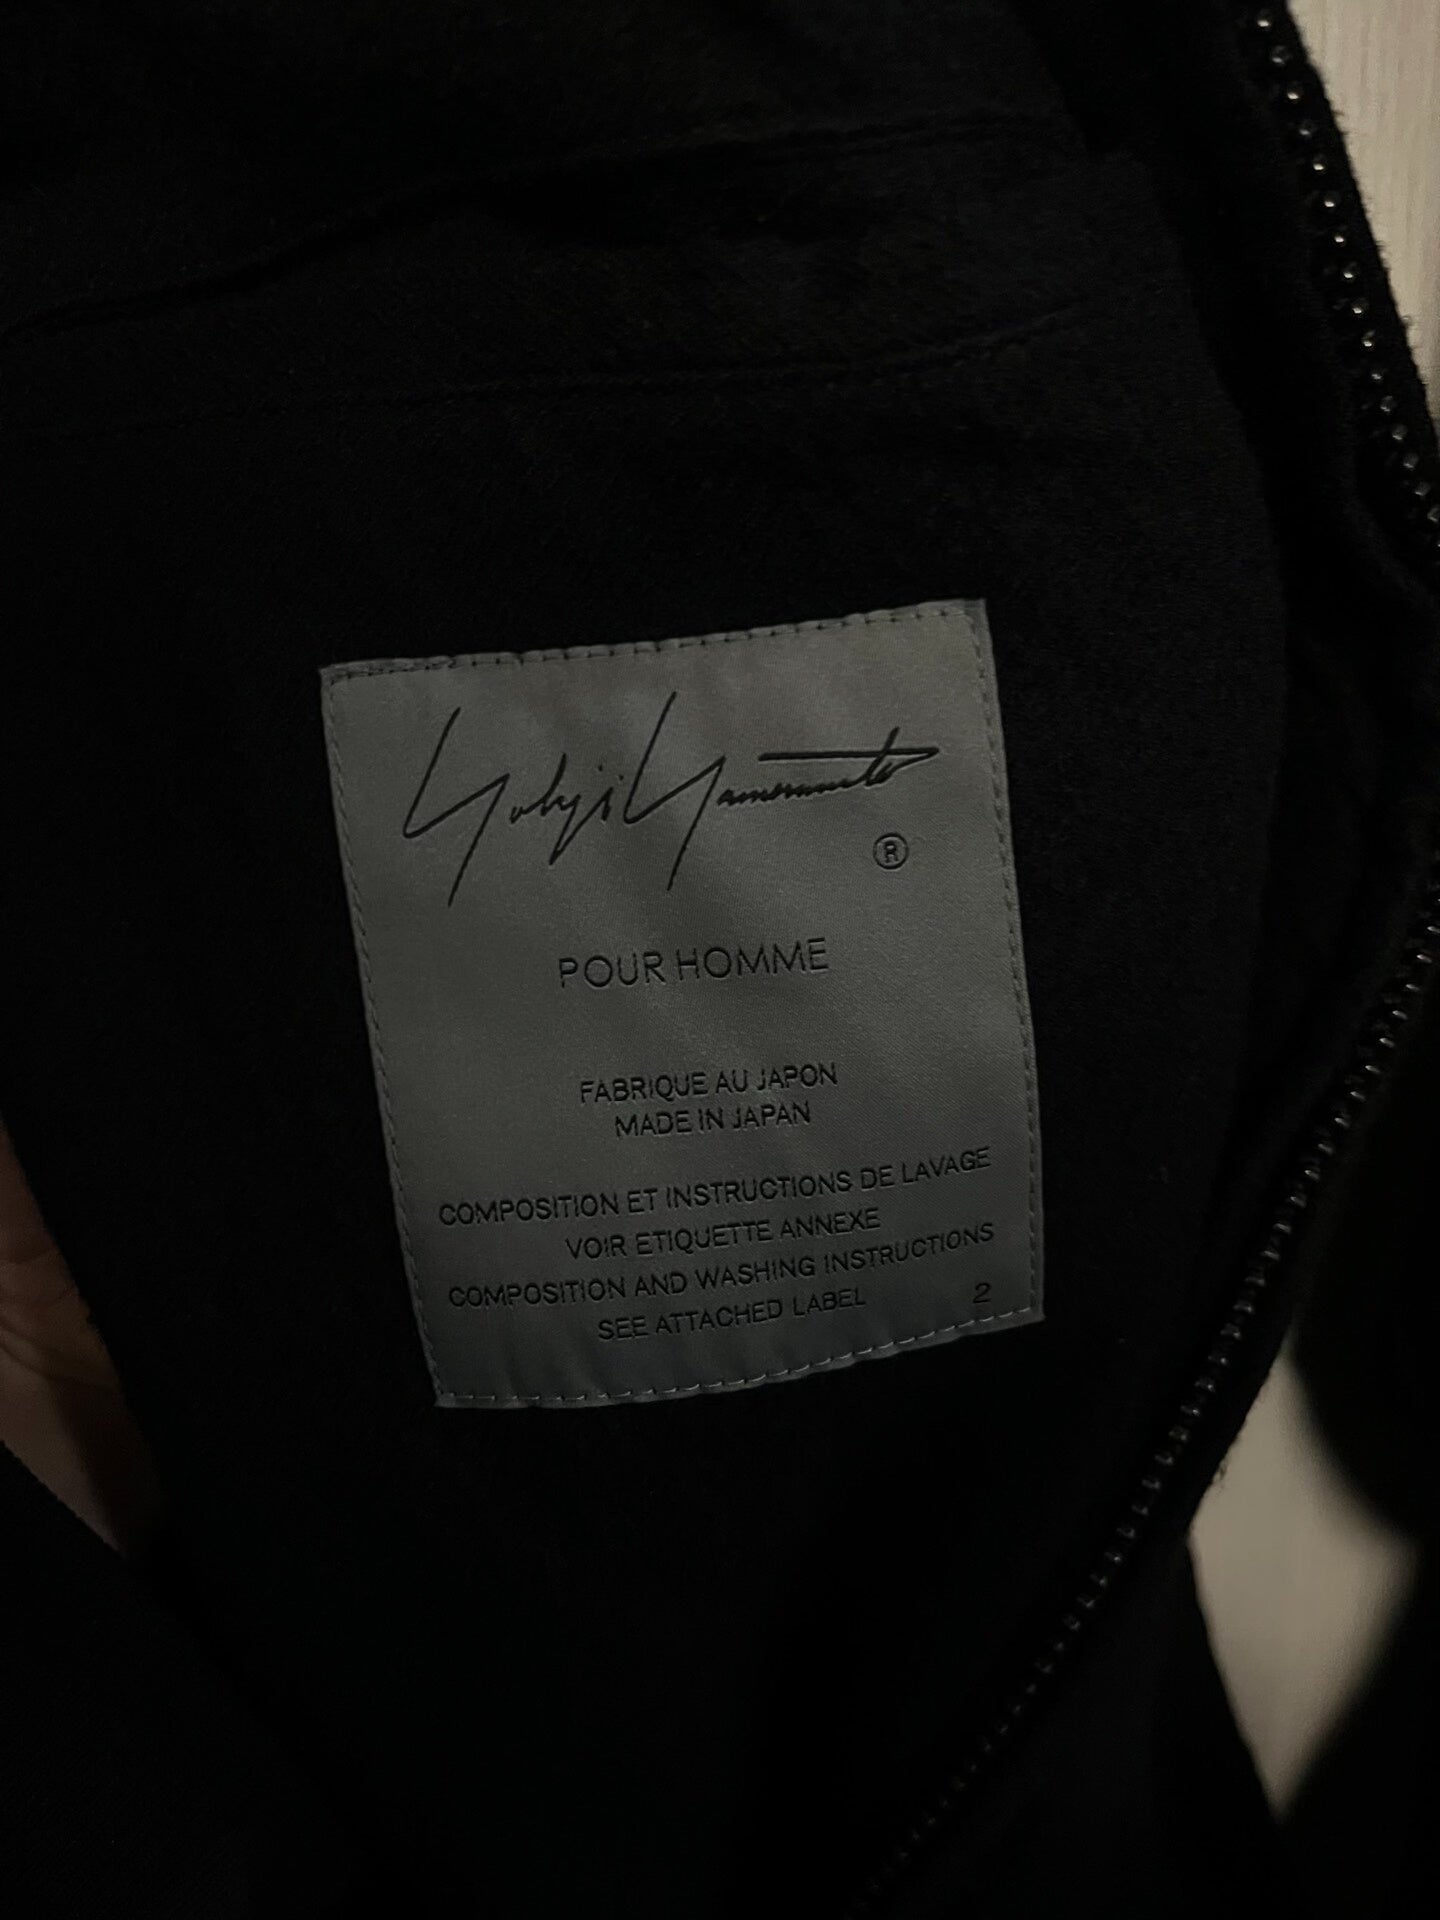 Yohji Yamamoto
®
POUR HOMME
FABRIQUE AU JAPON
MADE IN JAPAN
COMPOSITION ET INSTRUCTIONS DE LAVAGE
VOIR ETIQUETTE ANNEXE
COMPOSITION AND WASHING INSTRUCTIONS
SEE ATTACHED LABEL 2